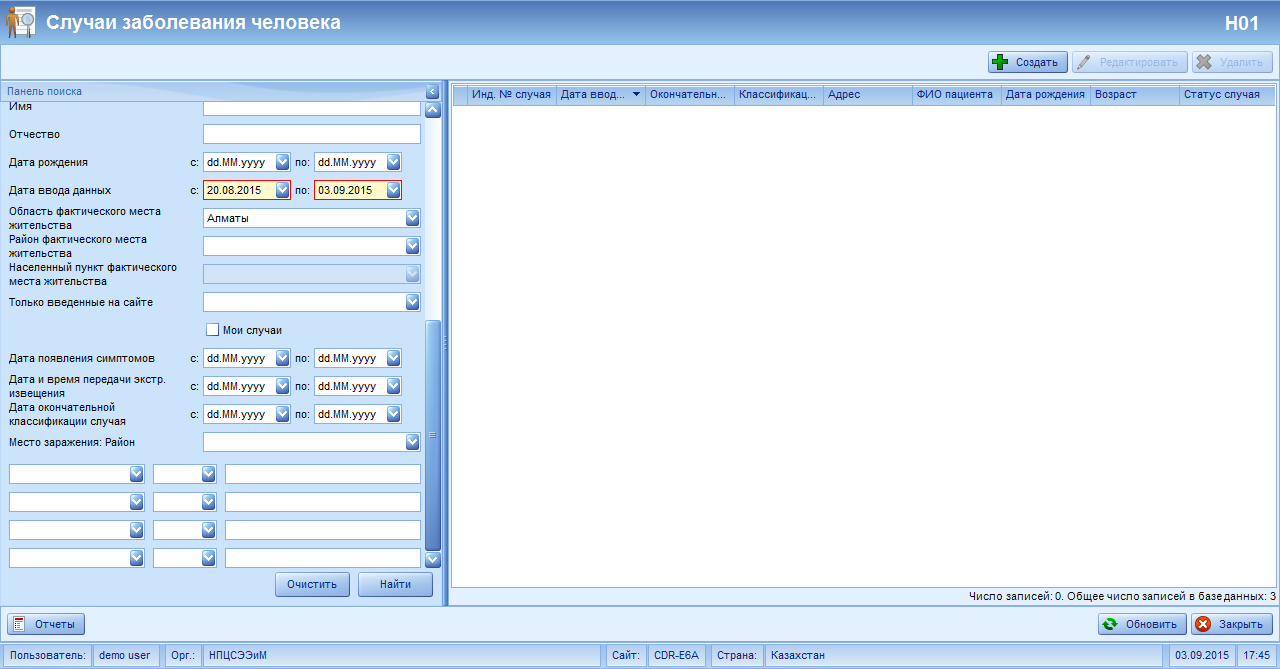 Случаи заболевания человека
H01
Создать
Редактировать
Удалить
Панель поиска
Имя
Отчество
Дата рождения с: dd.MM.yyyy по: dd.MM.yyyy
Дата ввода данных с: 20.08.2015 по: 03.09.2015
Область фактического места
жительства
Алматы
Район фактического места
жительства
Населенный пункт фактического
места жительства
Только введенные на сайте
Мои случаи
Дата появления симптомов с: dd.MM.yyyy по: dd.MM.yyyy
Дата и время передачи экстр.
извещения
с: dd.MM.yyyy по: dd.MM.yyyy
Дата окончательной
классификации случая
с: dd.MM.yyyy по: dd.MM.yyyy
Место заражения: Район
Очистить
Найти
Инд. № случая Дата ввод... Окончательн... Классификац... Адрес ФИО пациента Дата рождения Возраст Статус случая
Число записей: 0. Общее число записей в базе данных: 3
Отчеты
Обновить
Закрыть
Пользователь: demo user Орг.: НПЦСЭЭиМ Сайт: CDR-E6A Страна: Казахстан 03.09.2015 17:45